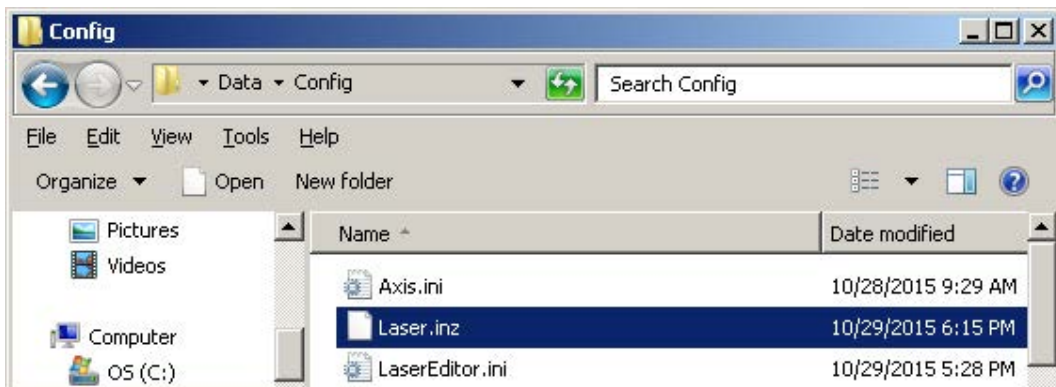 Config
Data Config Search Config
File Edit View Tools Help
Organize Open New folder
Pictures Name Date modified
Videos Axis.ini 10/28/2015 9:29 AM
Computer Laser.inz 10/29/2015 6:15 PM
OS (C:) LaserEditor.ini 10/29/2015 5:28 PM